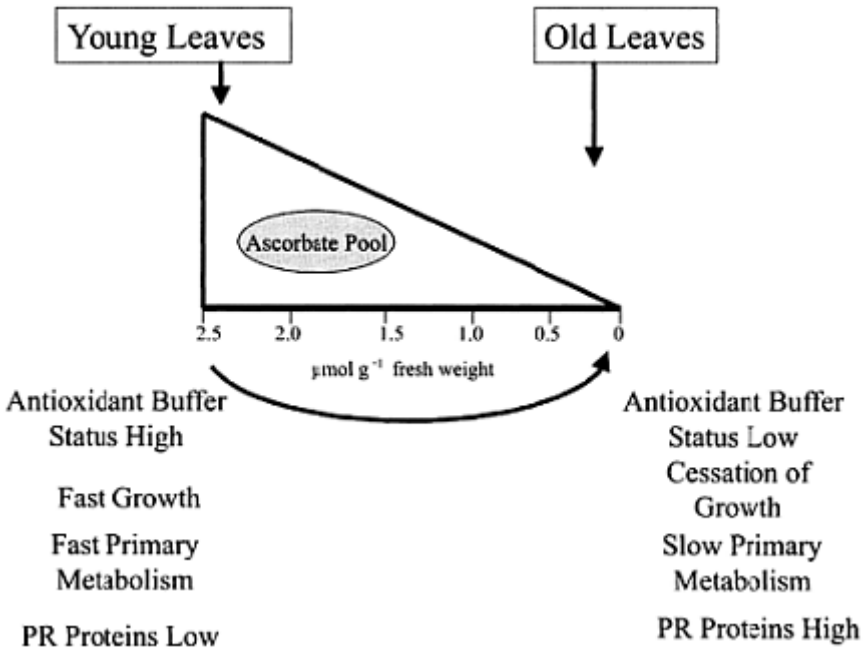 Young Leaves
Old Leaves
Ascorbate Pool
2.5 2.0 1.5 1.0 0.5 0
µmol g⁻¹ fresh weight
Antioxidant Buffer
Status High
Fast Growth
Fast Primary
Metabolism
PR Proteins Low
Antioxidant Buffer
Status Low
Cessation of
Growth
Slow Primary
Metabolism
PR Proteins High